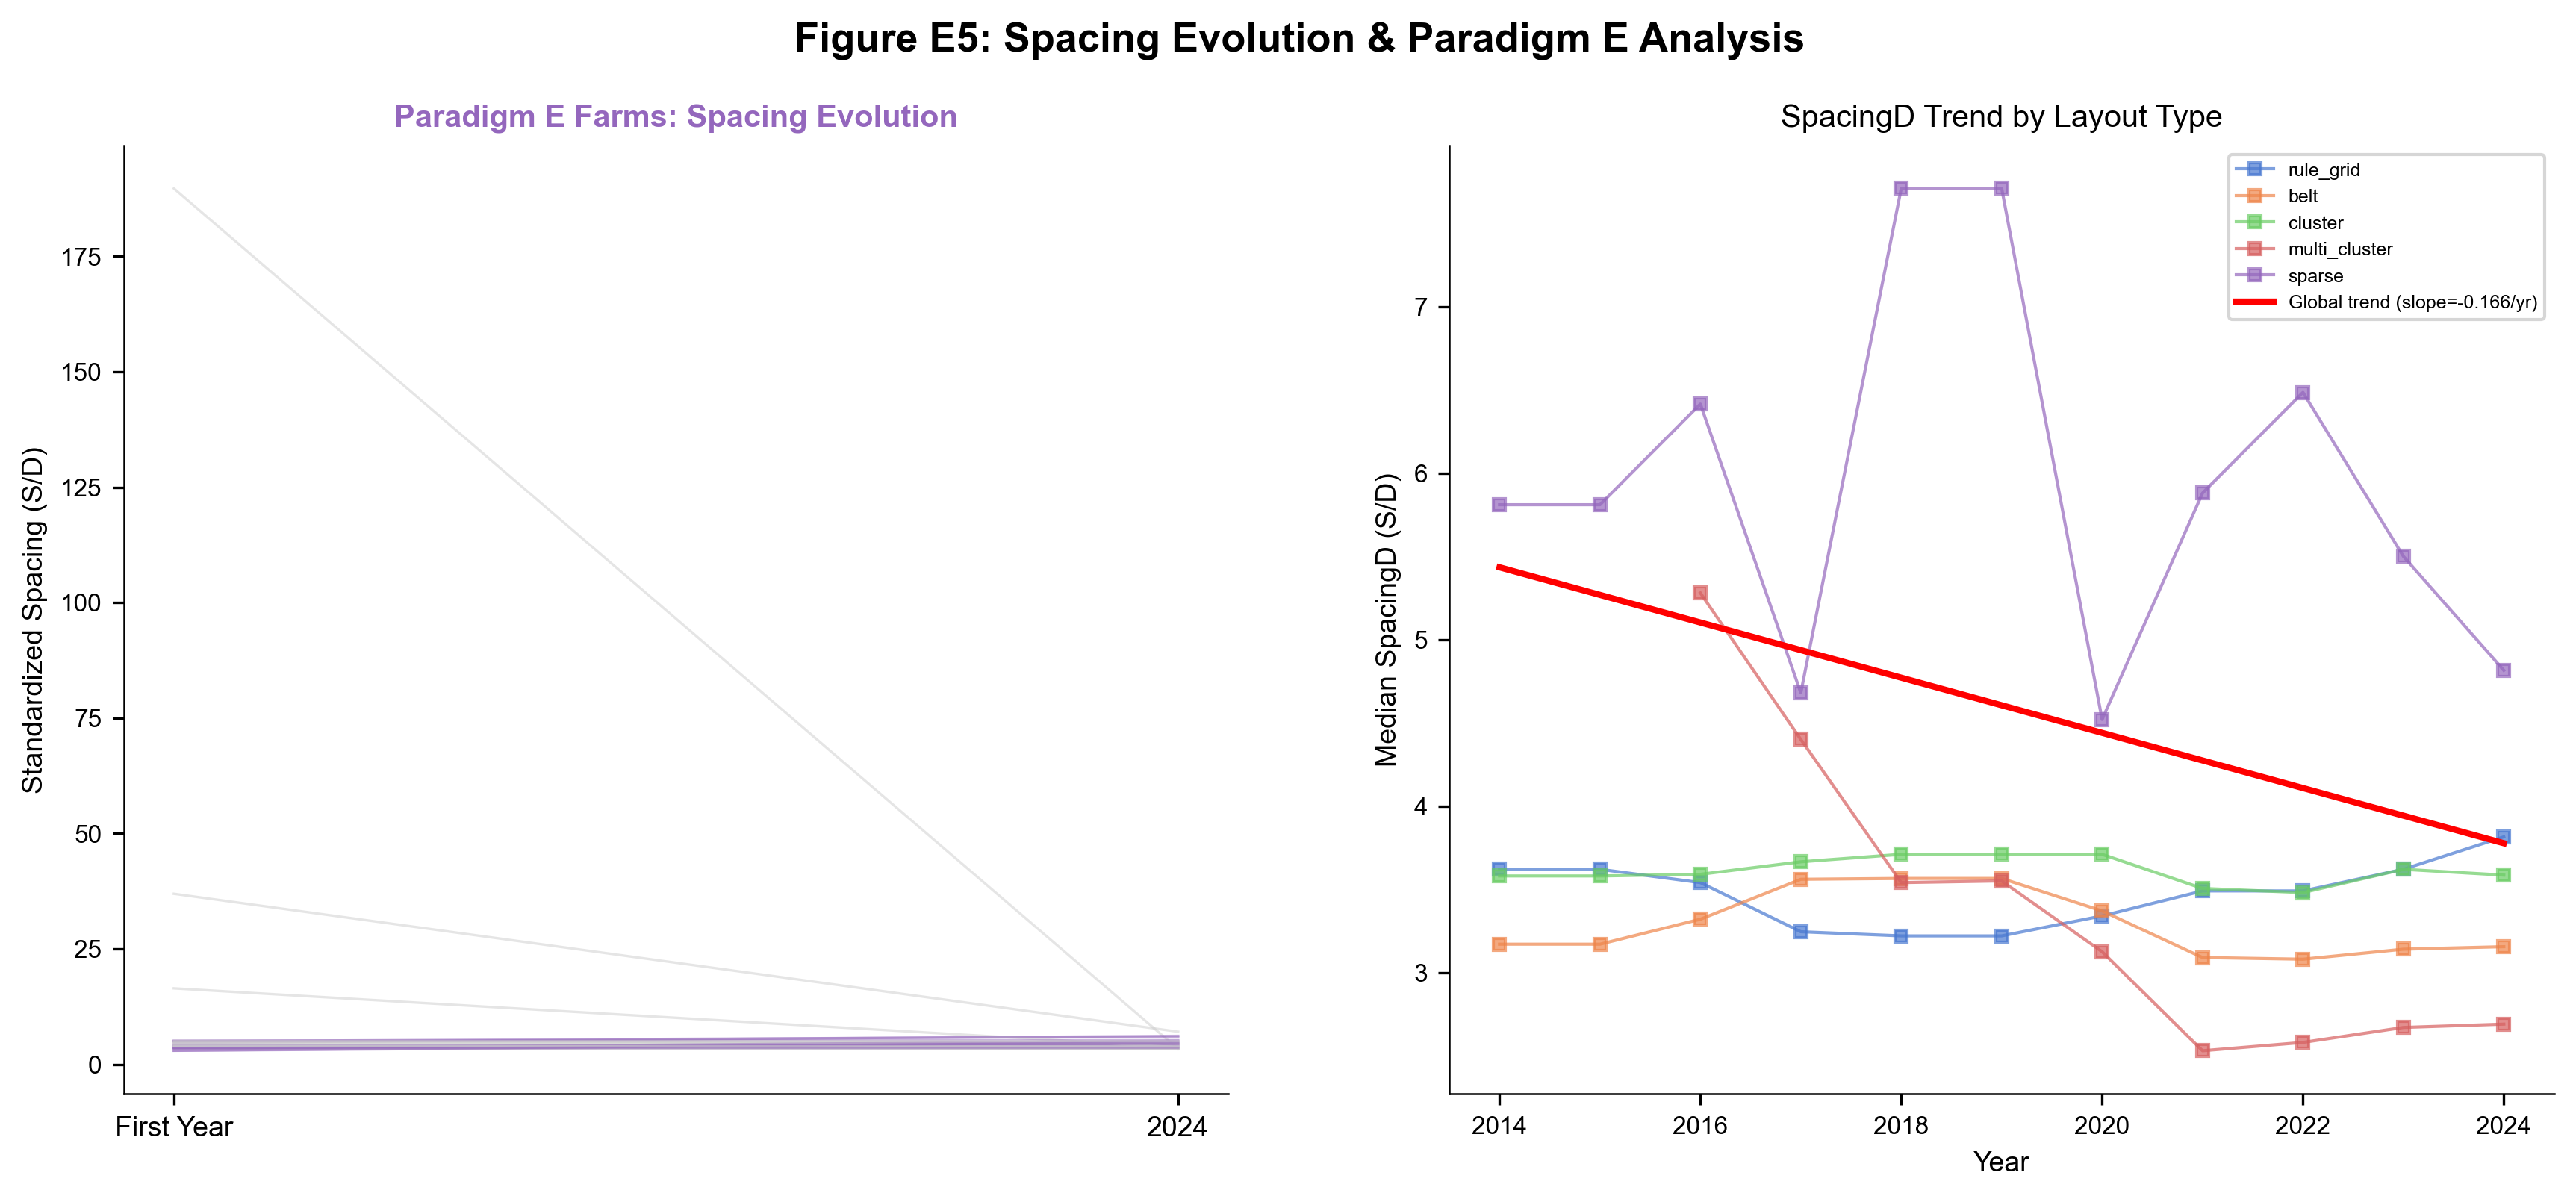 Figure E5: Spacing Evolution & Paradigm E Analysis
Paradigm E Farms: Spacing Evolution
Standardized Spacing (S/D)
175
150
125
100
75
50
25
0
First Year
2024
SpacingD Trend by Layout Type
Median SpacingD (S/D)
7
6
5
4
3
2014
2016
2018
2020
2022
2024
Year
rule_grid
belt
cluster
multi_cluster
sparse
Global trend (slope=-0.166/yr)